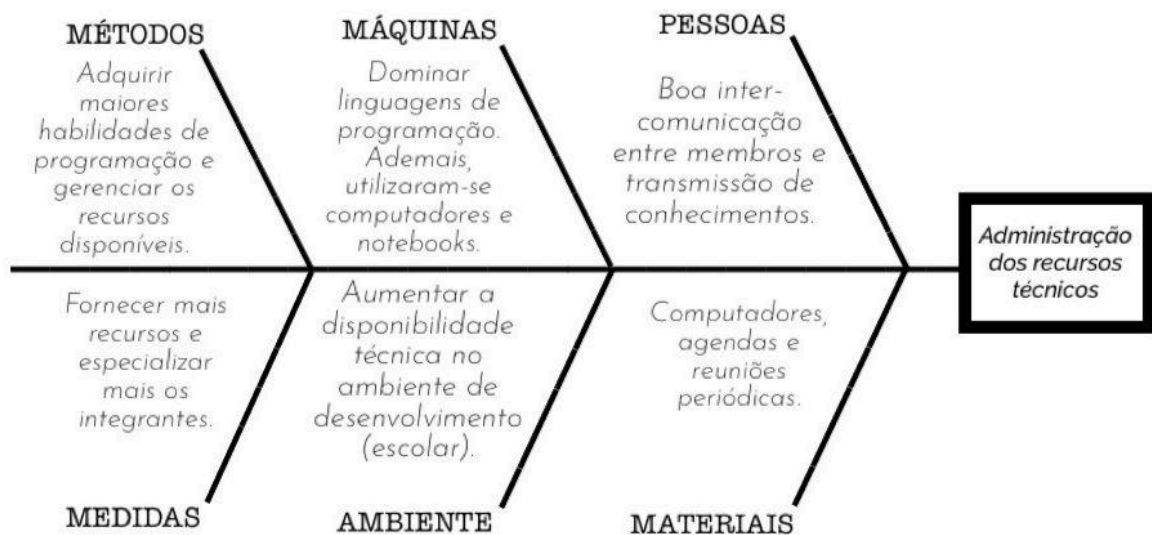 MÉTODOS
Adquirir
maiores
habilidades de
programação e
gerenciar os
recursos
disponíveis.
MÁQUINAS
Dominar
linguagens de
programação.
Ademais,
utilizaram-se
computadores e
notebooks.
PESSOAS
Boa inter-
comunicação
entre membros e
transmissão de
conhecimentos.
Administração
dos recursos
técnicos
Fornecer mais
recursos e
especializar
mais os
integrantes.
MEDIDAS
Aumentar a
disponibilidade
técnica no
ambiente de
desenvolvimento
(escolar).
AMBIENTE
Computadores,
agendas e
reuniões
periódicas.
MATERIAIS